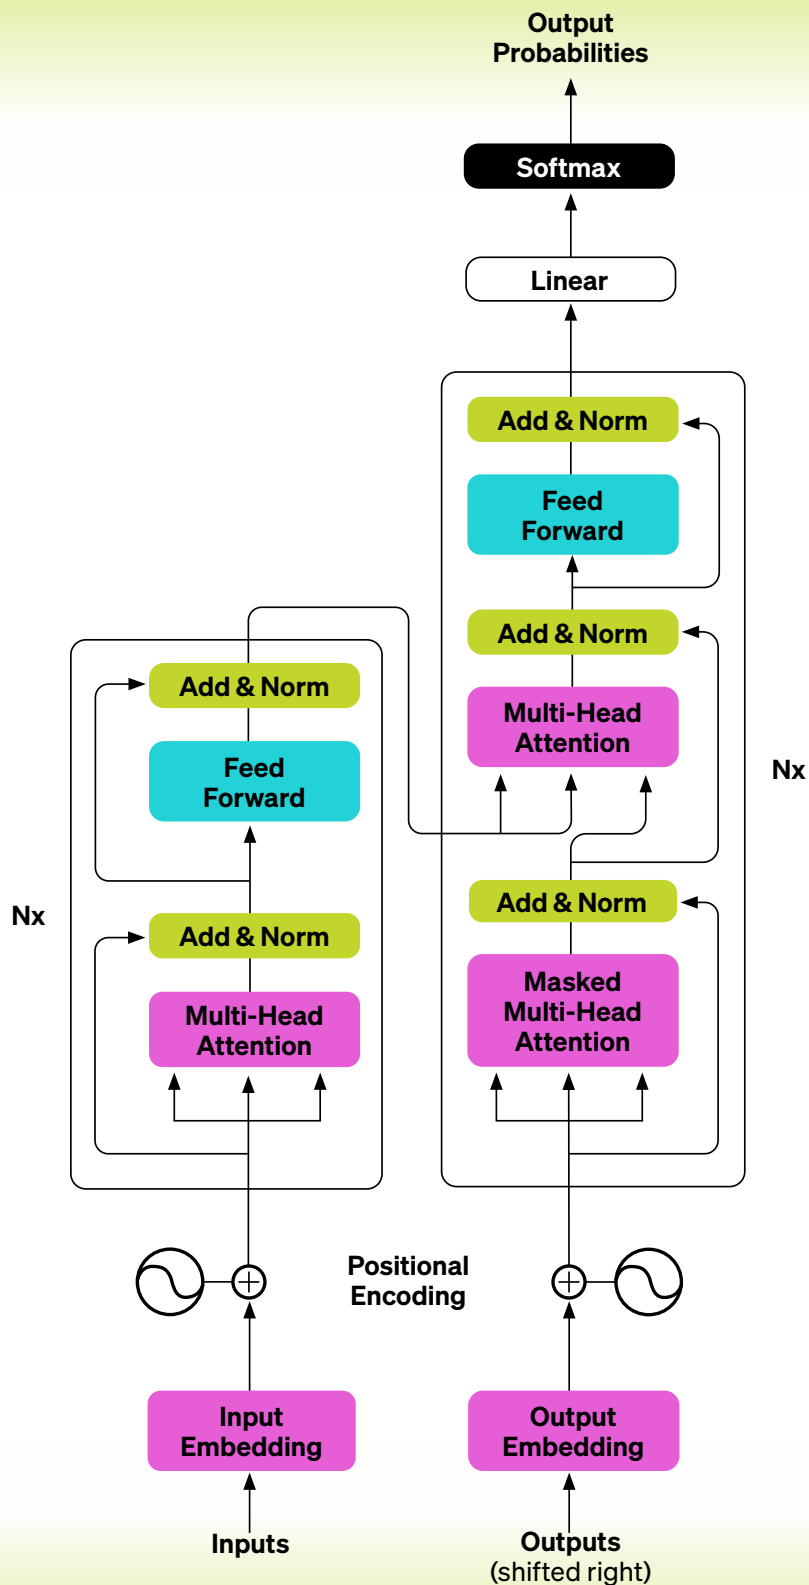 Output
Probabilities
Softmax
Linear
Add & Norm
Feed
Forward
Add & Norm
Multi-Head
Attention
Nx
Add & Norm
Masked
Multi-Head
Attention
Add & Norm
Feed
Forward
Nx
Add & Norm
Multi-Head
Attention
Positional
Encoding
Input
Embedding
Output
Embedding
Inputs
Outputs
(shifted right)